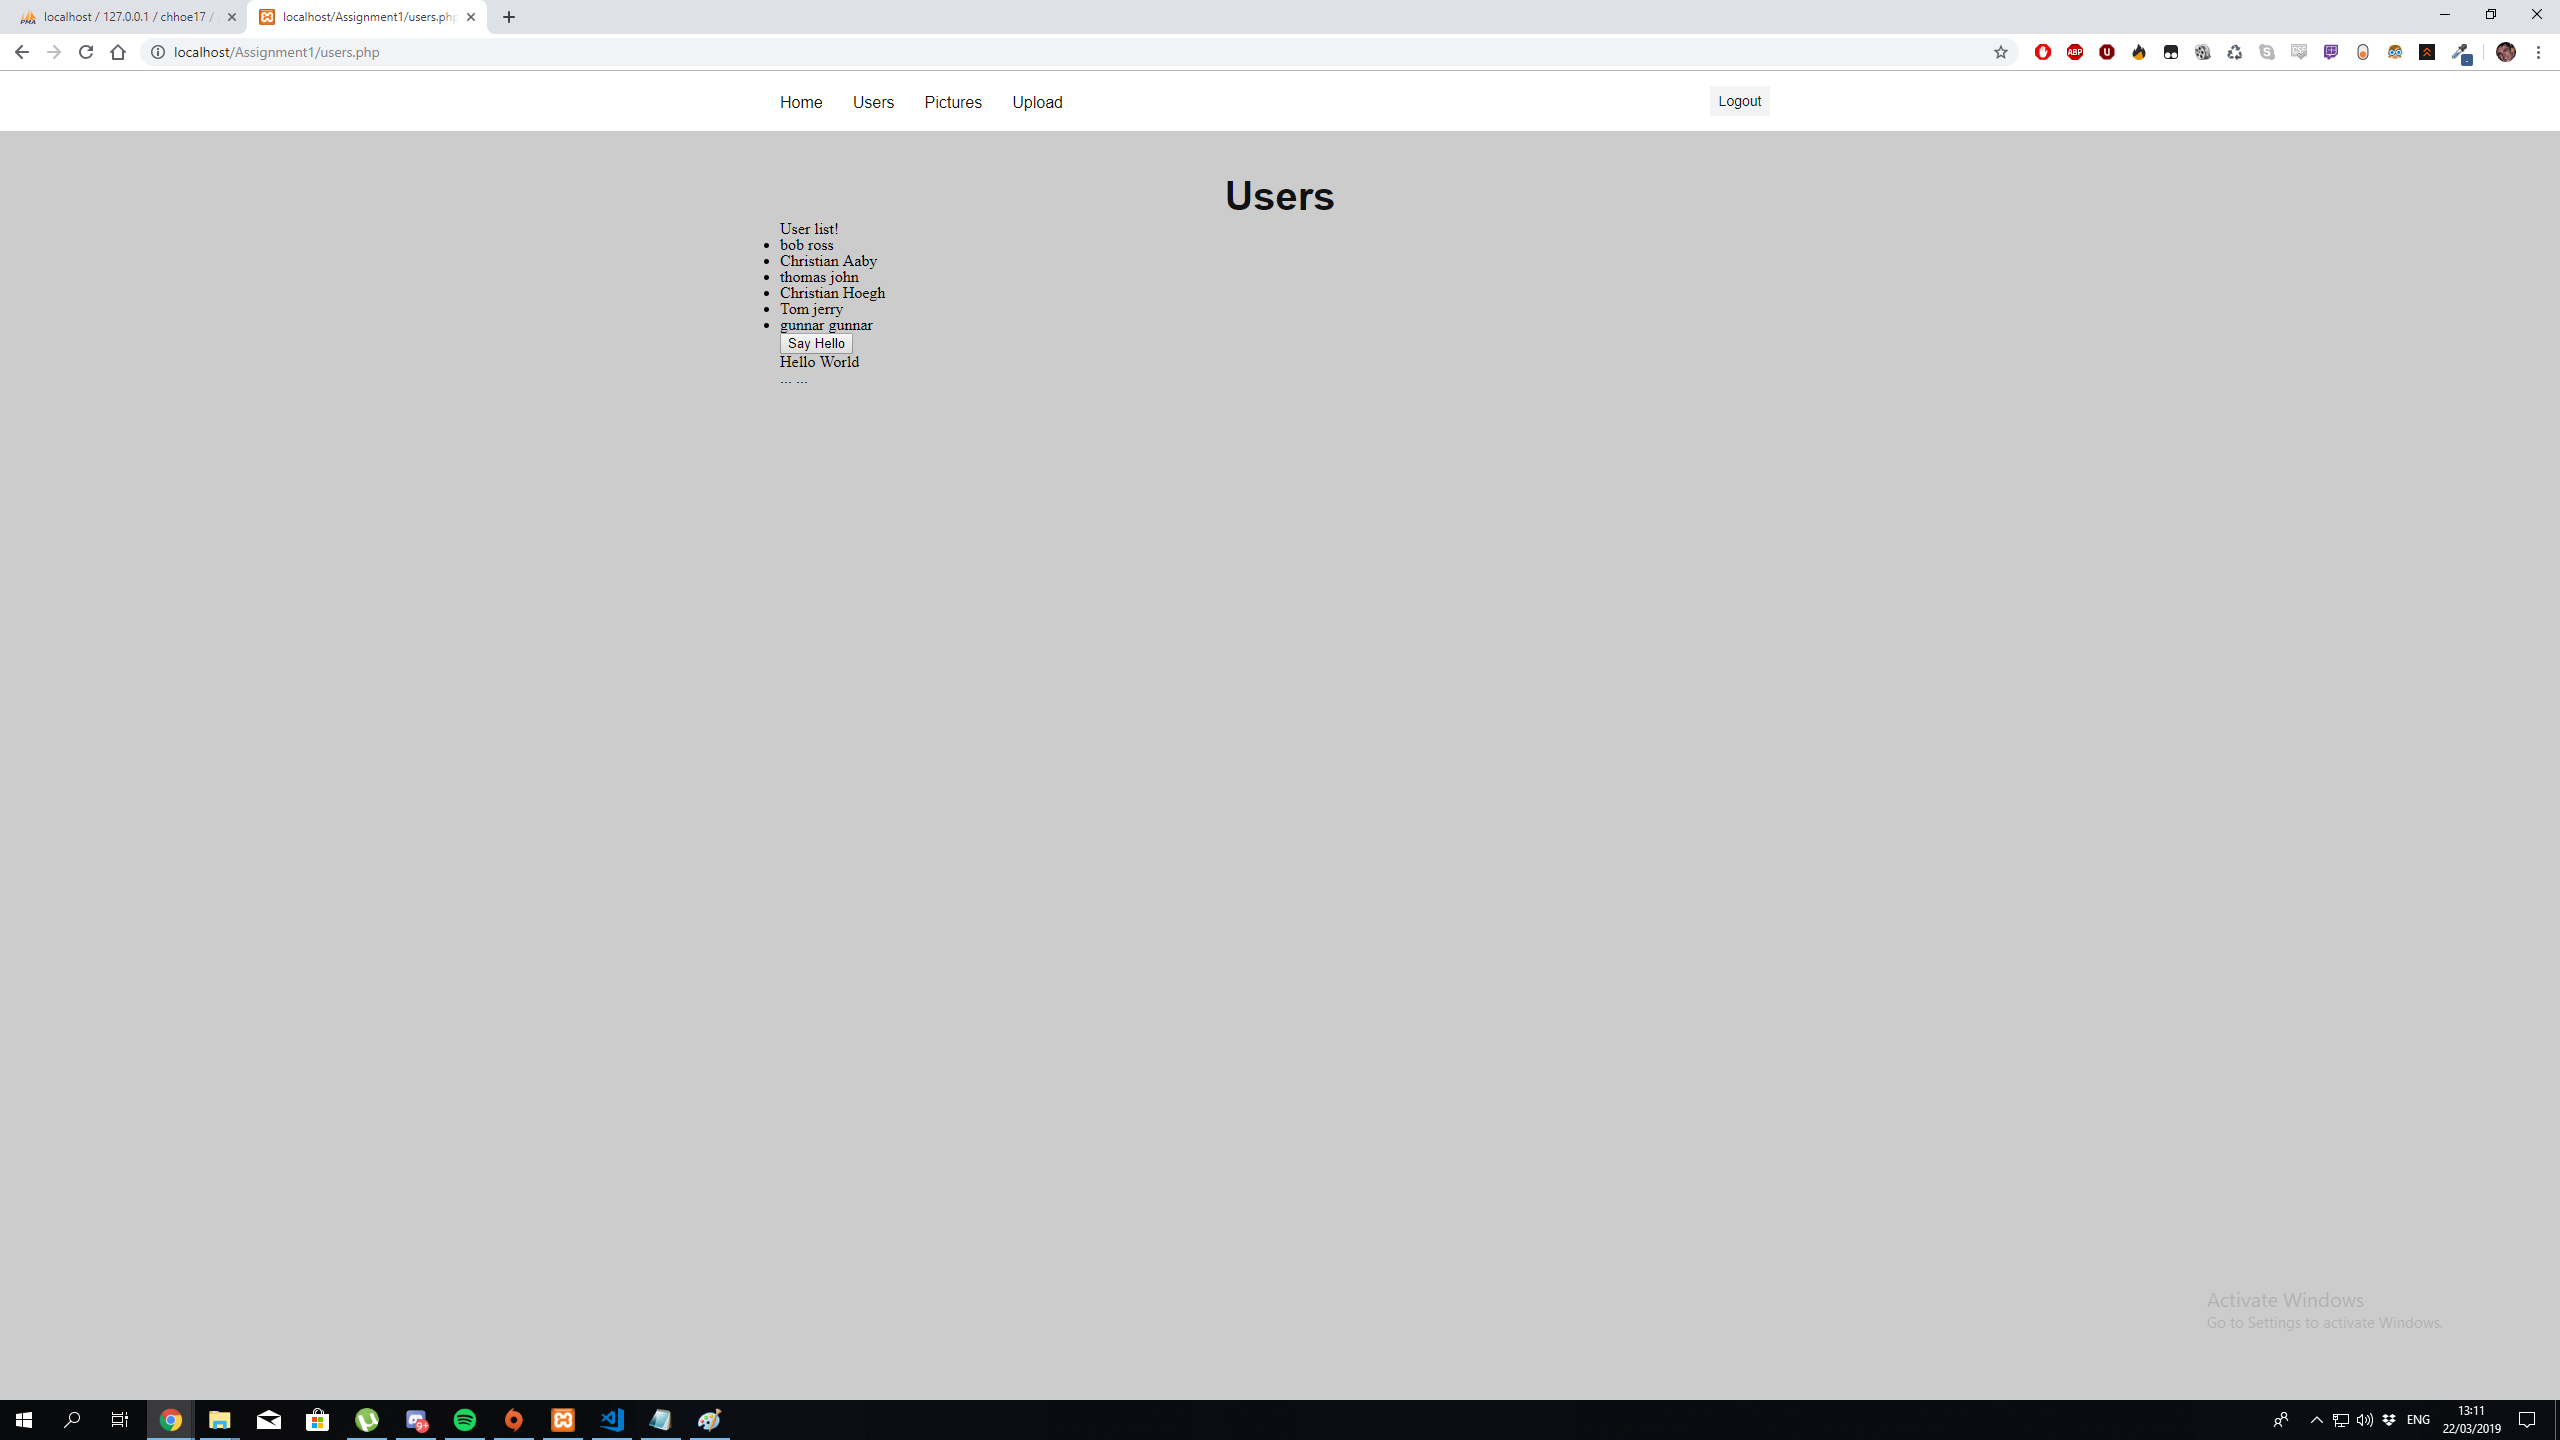 localhost / 127.0.0.1 / chhoe17 /
localhost/Assignment1/users.php
localhost/Assignment1/users.php
Home Users Pictures Upload Logout
Users
User list!
• bob ross
• Christian Aaby
• thomas john
• Christian Hoegh
• Tom jerry
• gunnar gunnar
Say Hello
Hello World
... ...
Activate Windows
Go to Settings to activate Windows.
ENG
13:11
22/03/2019